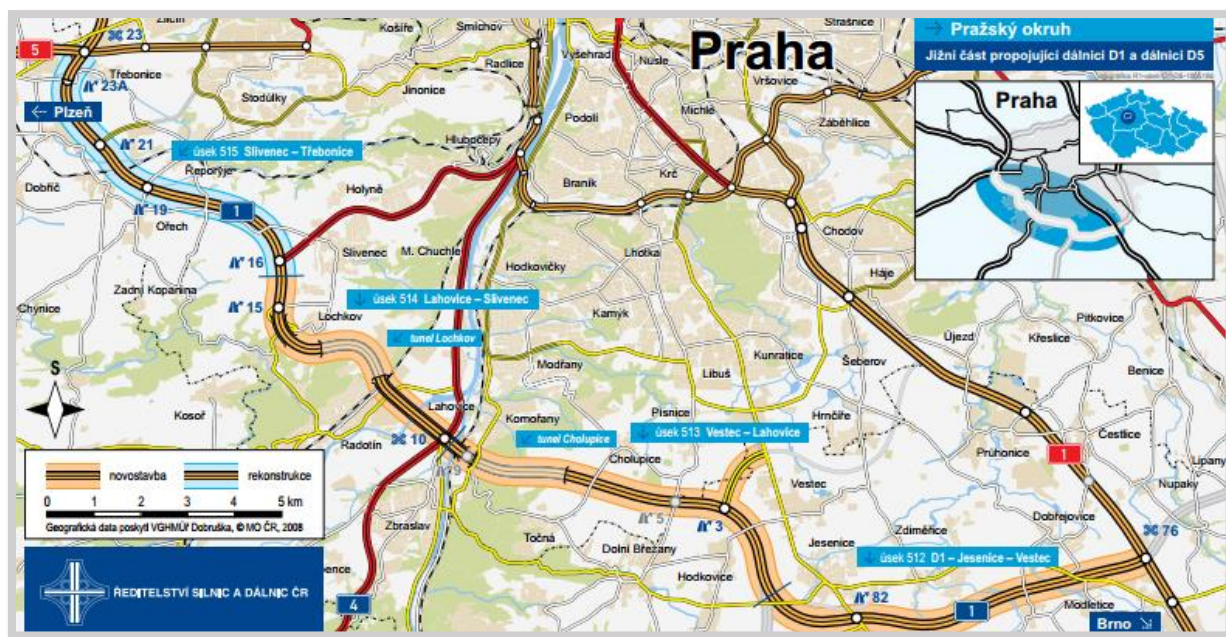 5
23
Zličín
Košíře
Smíchov
Radlice
Vyšehrad
Nusle
Strašnice
Vršovice
Praha
→ Pražský okruh
Jižní část propojující dálnici D1 a dálnici D5
Praha
Třebonice
23A
Stodůlky
Jinonice
Podolí
Michle
Záběhlice
← Plzeň
Hlubočepy
21
úsek 515 Slivenec – Třebonice
Řeporyje
Dobříč
Holyně
Braník
Krč
19
1
Ořech
Slivenec
M. Chuchle
Lhotka
Chodov
16
Hodkovičky
Háje
Zadní Kopanina
úsek 514 Lahovice – Slivenec
Chýnice
15
Lochkov
Kamýk
Pitkovice
Újezd
Křeslice
tunel Lochkov
Modřany
Kunratice
Šeberov
Libuš
Benice
S
Kosoř
Lahovice
Komořany
Písnice
Hrnčíře
úsek 513 Vestec – Lahovice
Čestlice
Radotín
10
tunel Cholupice
Cholupice
Průhonice
1
Lipany
9
Vestec
Nupaky
novostavba
rekonstrukce
0 1 2 3 4 5 km
Geografická data poskytl VGHMÚř Dobruška, © MO ČR, 2008
Zbraslav
5
3
Dobřejovice
Točná
Zdiměřice
76
Dolní Břežany
Jesenice
úsek 512 D1 – Jesenice – Vestec
Hodkovice
ŘEDITELSTVÍ SILNIC A DÁLNIC ČR
4
82
1
Modletice
Brno